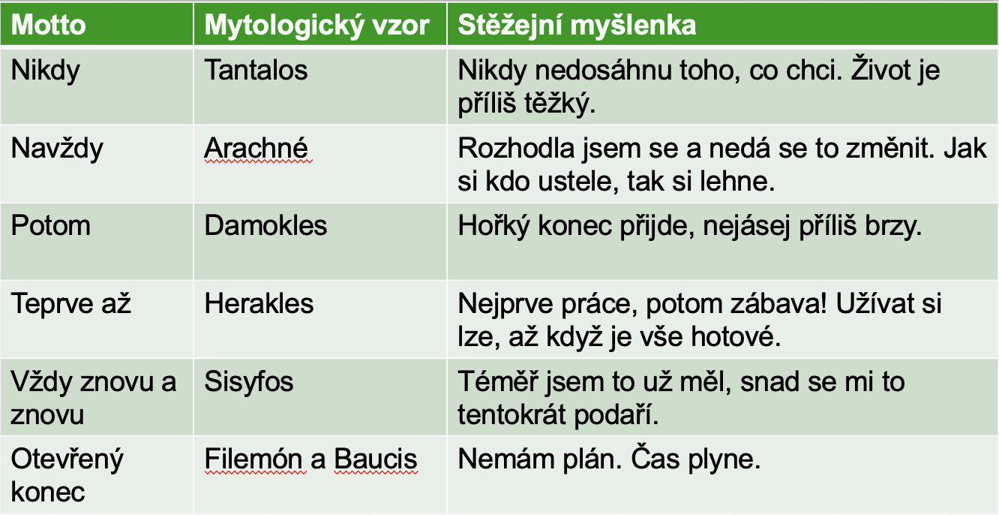 Motto Mytologický vzor Stěžejní myšlenka
Nikdy Tantalos Nikdy nedosáhnu toho, co chci. Život je
příliš těžký.
Navždy Arachné Rozhodla jsem se a nedá se to změnit. Jak
si kdo ustele, tak si lehne.
Potom Damokles Hořký konec přijde, nejásej příliš brzy.
Teprve až Herakles Nejprve práce, potom zábava! Užívat si
lze, až když je vše hotové.
Vždy znovu a Sisyfos Téměř jsem to už měl, snad se mi to
znovu tentokrát podaří.
Otevřený Filemón a Baucis Nemám plán. Čas plyne.
konec